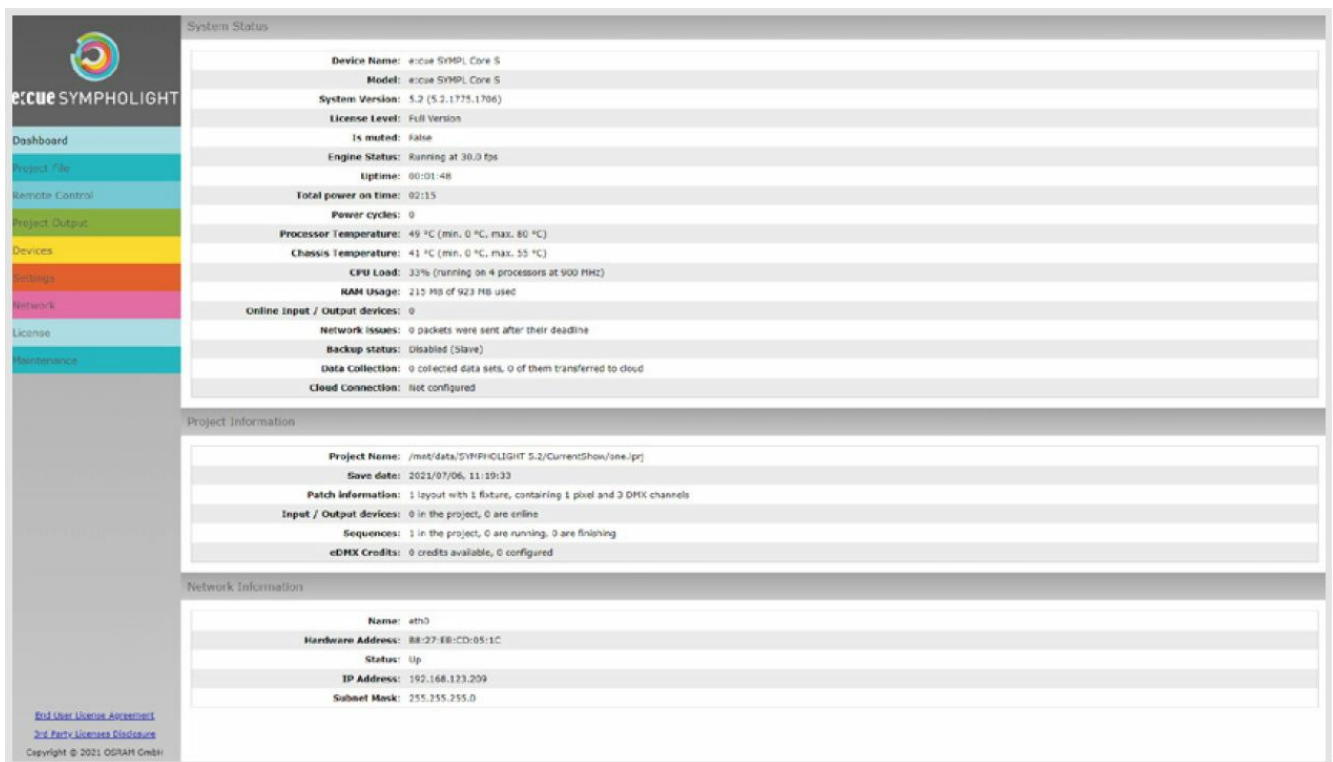 System Status
e:cue SYMPHOLIGHT
Dashboard
Project File
Remote Control
Project Output
Devices
Settings
Network
License
Maintenance
Device Name: e:cue SYMPL Core S
Model: e:cue SYMPL Core S
System Version: 5.2 (5.2.1775.1706)
License Level: Full Version
Is muted: False
Engine Status: Running at 30.0 fps
Uptime: 00:01:48
Total power on time: 02:15
Power cycles: 0
Processor Temperature: 49 °C (min. 0 °C, max. 80 °C)
Chassis Temperature: 41 °C (min. 0 °C, max. 55 °C)
CPU Load: 33% (running on 4 processors at 900 MHz)
RAM Usage: 215 MB of 923 MB used
Online Input / Output devices: 0
Network Issues: 0 packets were sent after their deadline
Backup status: Disabled (Slave)
Data Collection: 0 collected data sets, 0 of them transferred to cloud
Cloud Connection: Not configured
Project Information
Project Name: /mnt/data/SYMPHOLIGHT 5.2/CurrentShow/one.lprj
Save date: 2021/07/06, 11:19:33
Patch information: 1 layout with 1 fixture, containing 1 pixel and 3 DMX channels
Input / Output devices: 0 in the project, 0 are online
Sequences: 1 in the project, 0 are running, 0 are finishing
eDMX Credits: 0 credits available, 0 configured
Network Information
Name: eth0
Hardware Address: B8:27:EB:CD:05:1C
Status: Up
IP Address: 192.168.123.209
Subnet Mask: 255.255.255.0
End User License Agreement
3rd Party Licenses Disclosure
Copyright © 2021 OSRAM GmbH